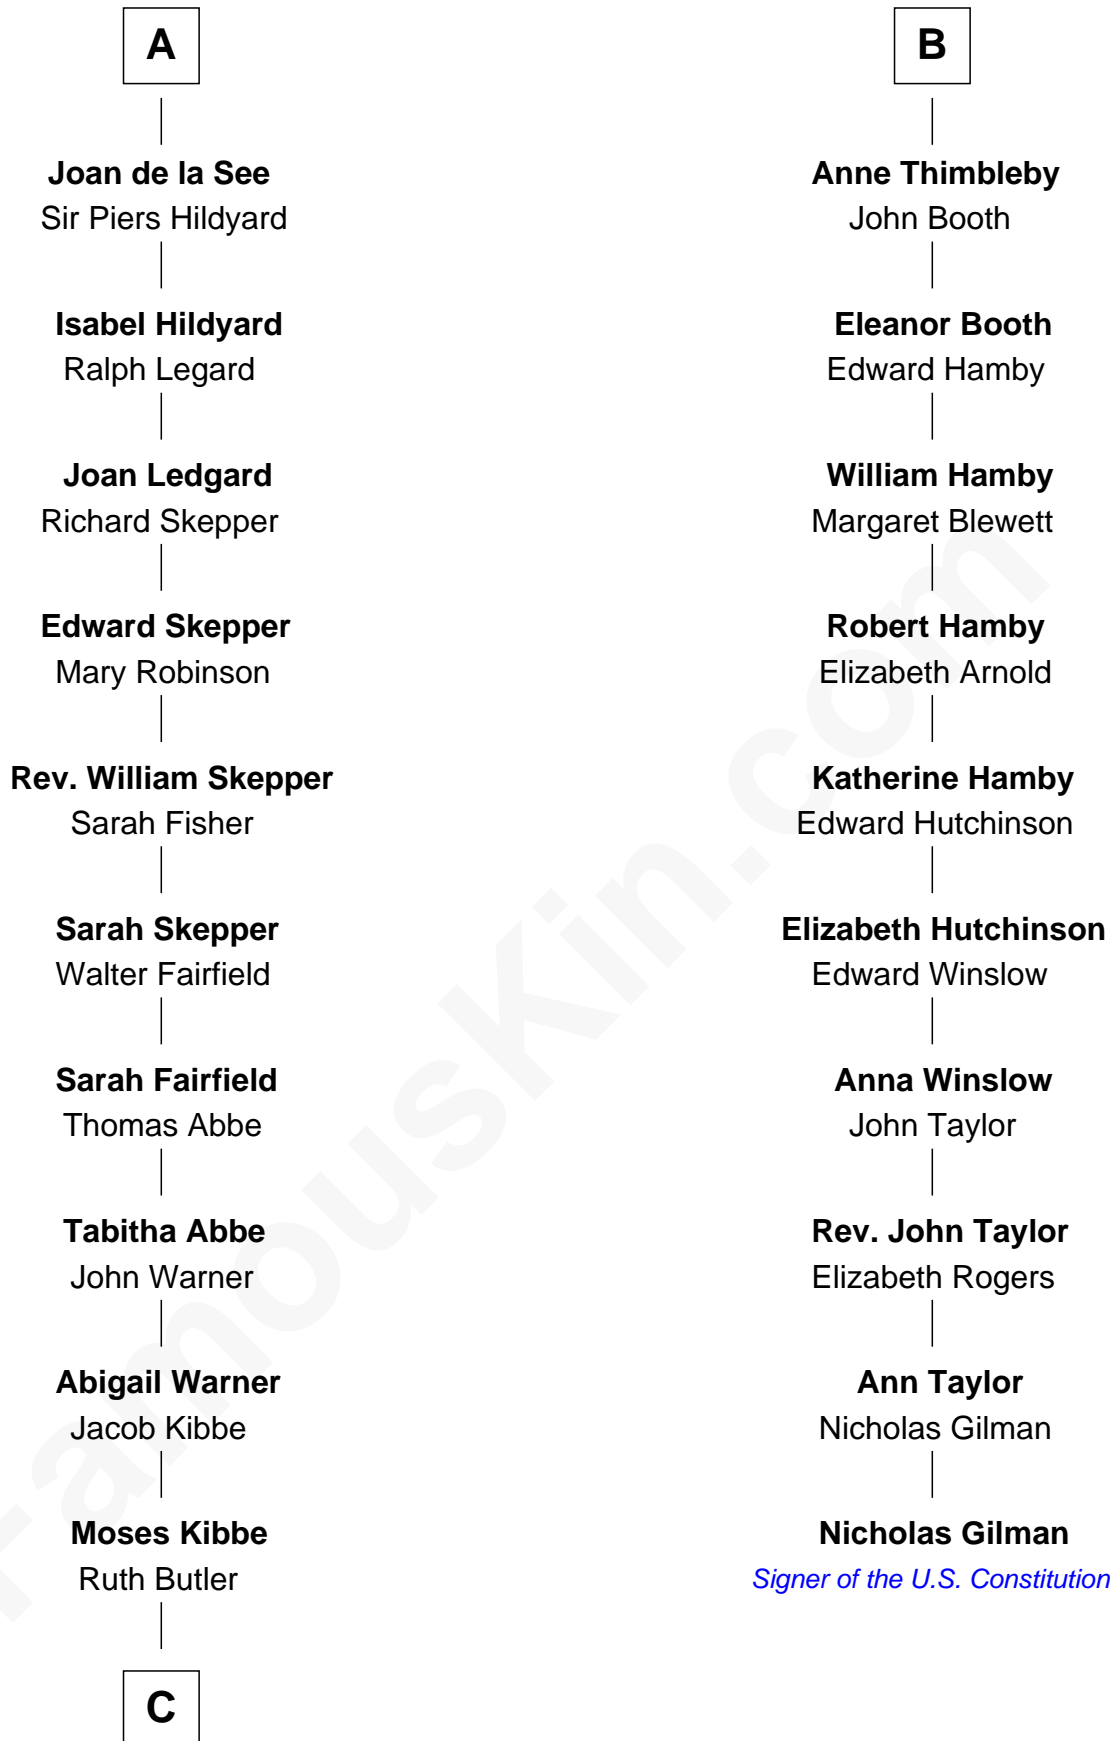 A
Joan de la See
Sir Piers Hildyard
Isabel Hildyard
Ralph Legard
Joan Ledgard
Richard Skepper
Edward Skepper
Mary Robinson
Rev. William Skepper
Sarah Fisher
Sarah Skepper
Walter Fairfield
Sarah Fairfield
Thomas Abbe
Tabitha Abbe
John Warner
Abigail Warner
Jacob Kibbe
Moses Kibbe
Ruth Butler
C
B
Anne Thimbleby
John Booth
Eleanor Booth
Edward Hamby
William Hamby
Margaret Blewett
Robert Hamby
Elizabeth Arnold
Katherine Hamby
Edward Hutchinson
Elizabeth Hutchinson
Edward Winslow
Anna Winslow
John Taylor
Rev. John Taylor
Elizabeth Rogers
Ann Taylor
Nicholas Gilman
Nicholas Gilman
Signer of the U.S. Constitution
FamousKin.com